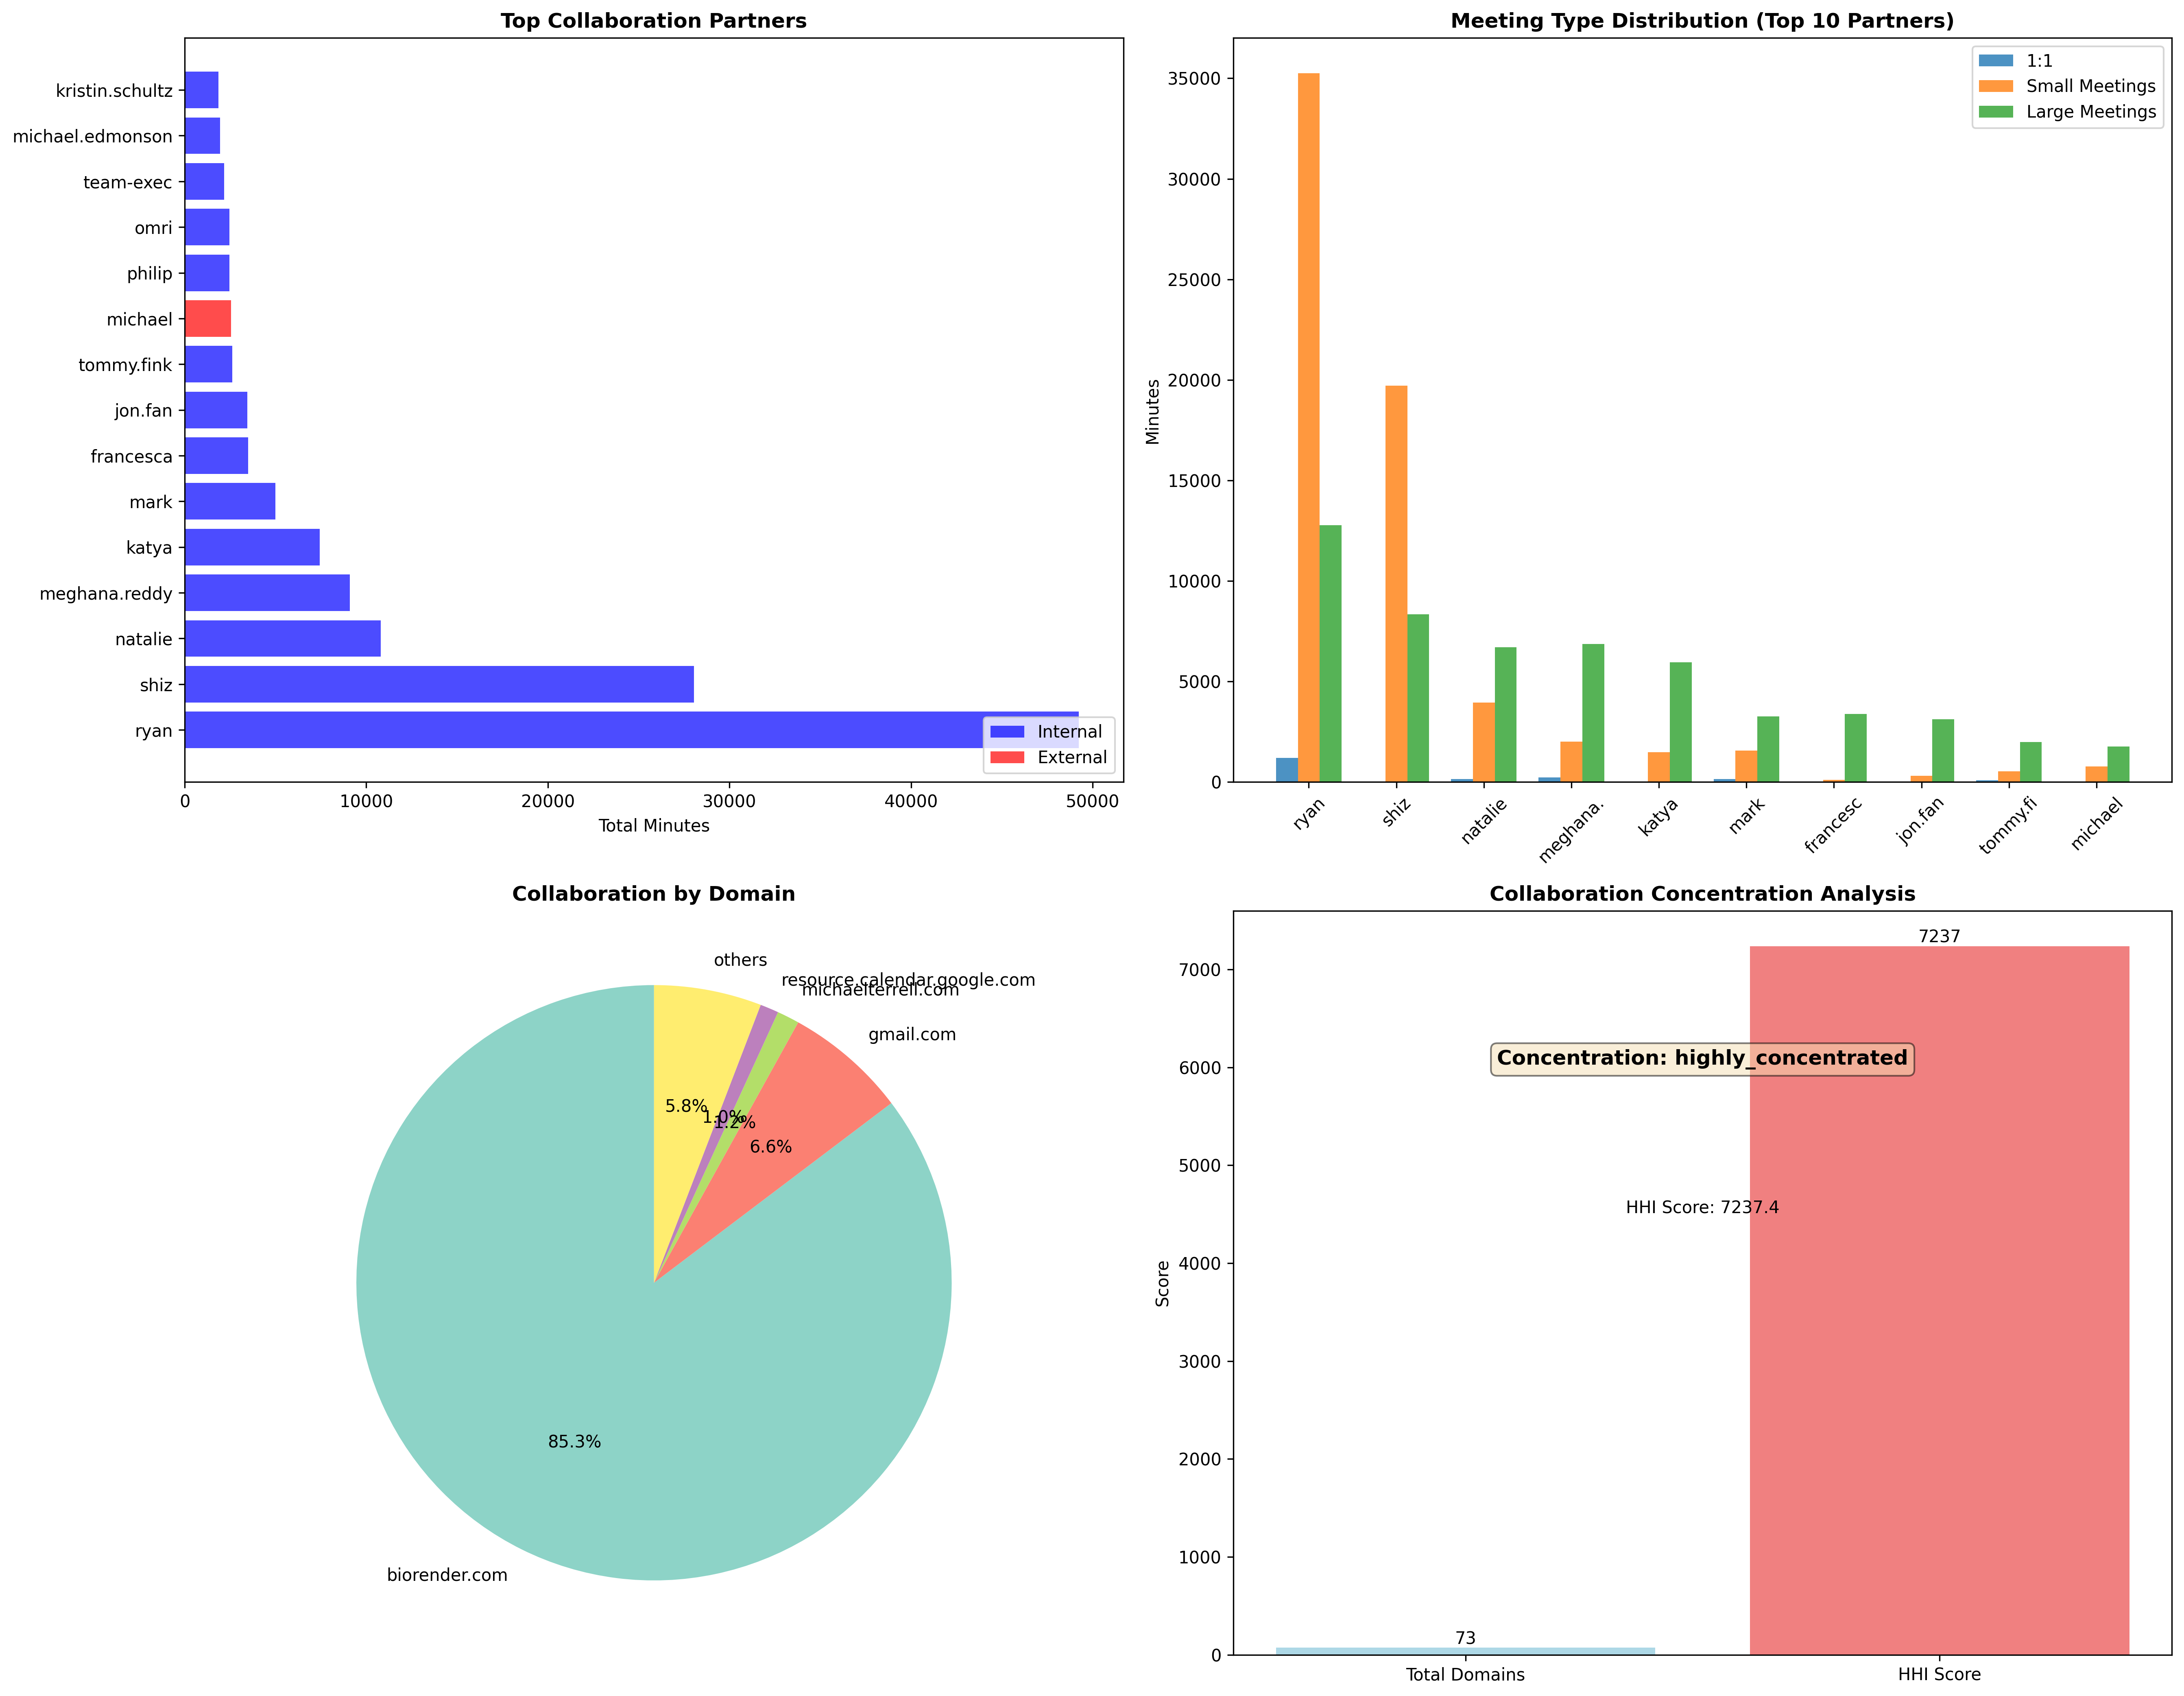 Top Collaboration Partners
kristin.schultz
michael.edmonson
team-exec
omri
philip
michael
tommy.fink
jon.fan
francesca
mark
katya
meghana.reddy
natalie
shiz
ryan
Internal
External
0 10000 20000 30000 40000 50000
Total Minutes
Meeting Type Distribution (Top 10 Partners)
1:1
Small Meetings
Large Meetings
35000
30000
25000
20000
15000
10000
5000
0
Minutes
ryan shiz natalie meghana. katya mark francesc jon.fan tommy.fi michael
Collaboration by Domain
others
resource.calendar.google.com
michaelterrell.com
gmail.com
5.8%
1.0%
1.2%
6.6%
85.3%
biorender.com
Collaboration Concentration Analysis
7237
7000
6000
5000
4000
3000
2000
1000
0
Score
Concentration: highly_concentrated
HHI Score: 7237.4
73
Total Domains HHI Score